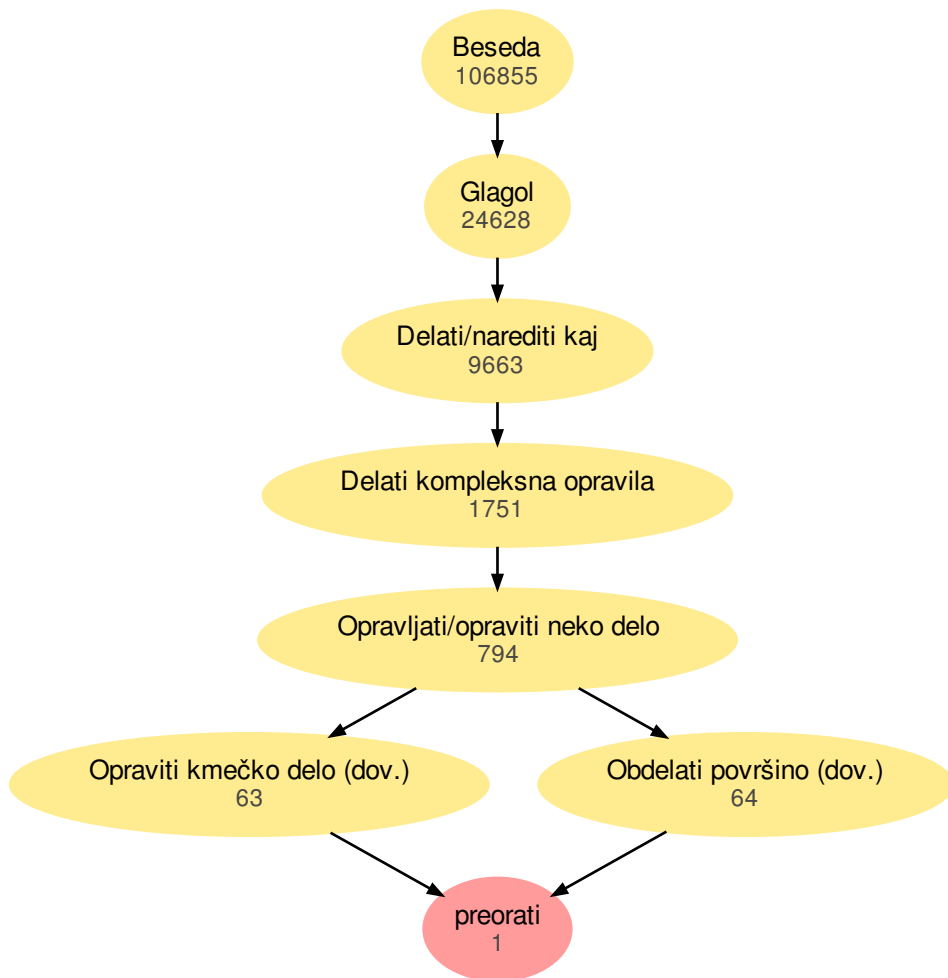 Beseda
106855
Glagol
24628
Delati/narediti kaj
9663
Delati kompleksna opravila
1751
Opravljati/opraviti neko delo
794
Opraviti kmečko delo (dov.)
63
Obdelati površino (dov.)
64
preorati
1